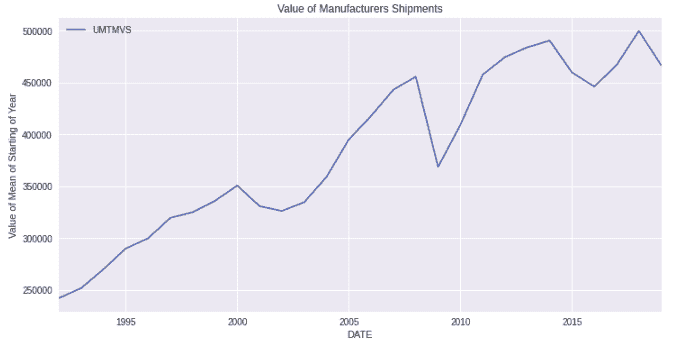 Value of Manufacturers Shipments
UMTMVS
500000
450000
400000
350000
300000
250000
Value of Mean of Starting of Year
1995 2000 2005 2010 2015
DATE